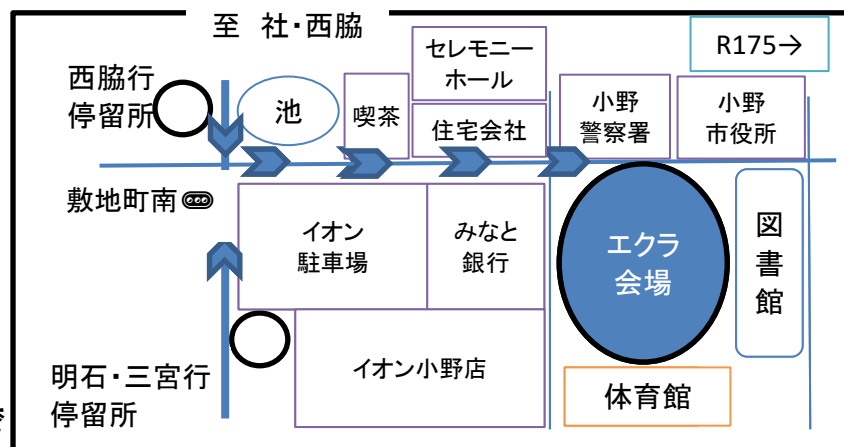 至 社・西脇
R175→
西脇行
停留所
池
喫茶
セレモニー
ホール
住宅会社
小野
警察署
小野
市役所
敷地町南
イオン
駐車場
みなと
銀行
エクラ
会場
図
書
館
明石・三宮行
停留所
イオン小野店
体育館